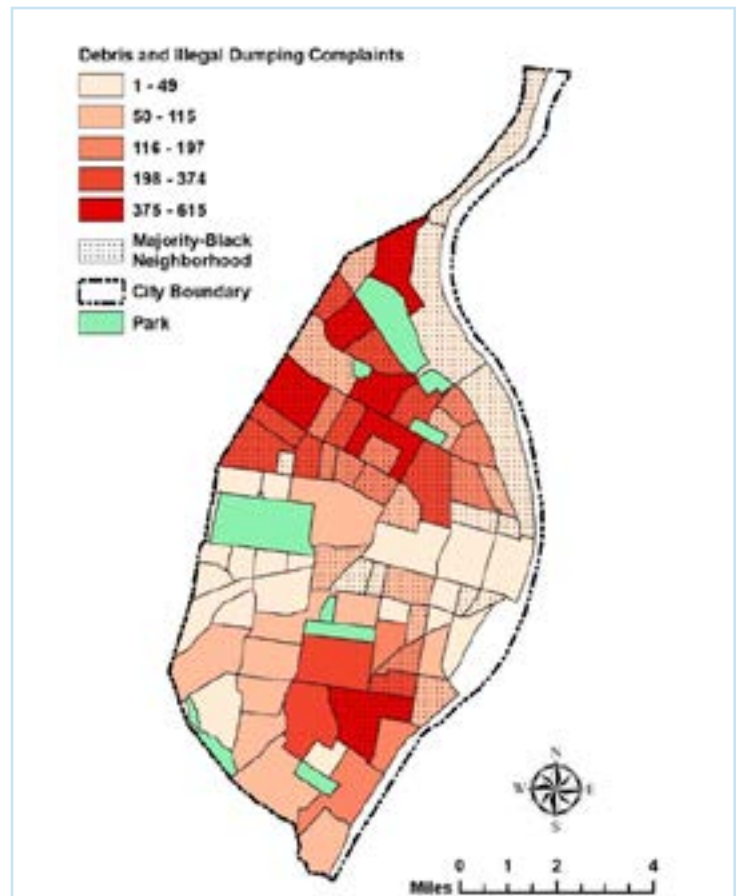 Debris and Illegal Dumping Complaints
1 - 49
50 - 115
116 - 197
198 - 374
375 - 615
Majority-Black
Neighborhood
City Boundary
Park
N
W E
S
0 1 2 4
Miles